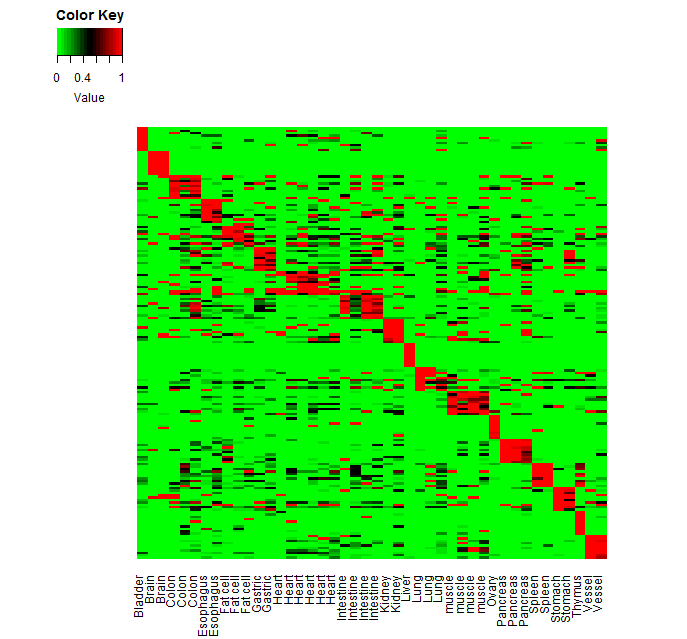 Color Key
0 0.4 1
Value
Bladder
Brain
Brain
Colon
Colon
Colon
Esophagus
Esophagus
Fat cell
Fat cell
Fat cell
Gastric
Gastric
Heart
Heart
Heart
Heart
Heart
Heart
Intestine
Intestine
Intestine
Intestine
Kidney
Kidney
Liver
Lung
Lung
Lung
muscle
muscle
muscle
muscle
Ovary
Pancreas
Pancreas
Pancreas
Spleen
Spleen
Stomach
Stomach
Thymus
Vessel
Vessel